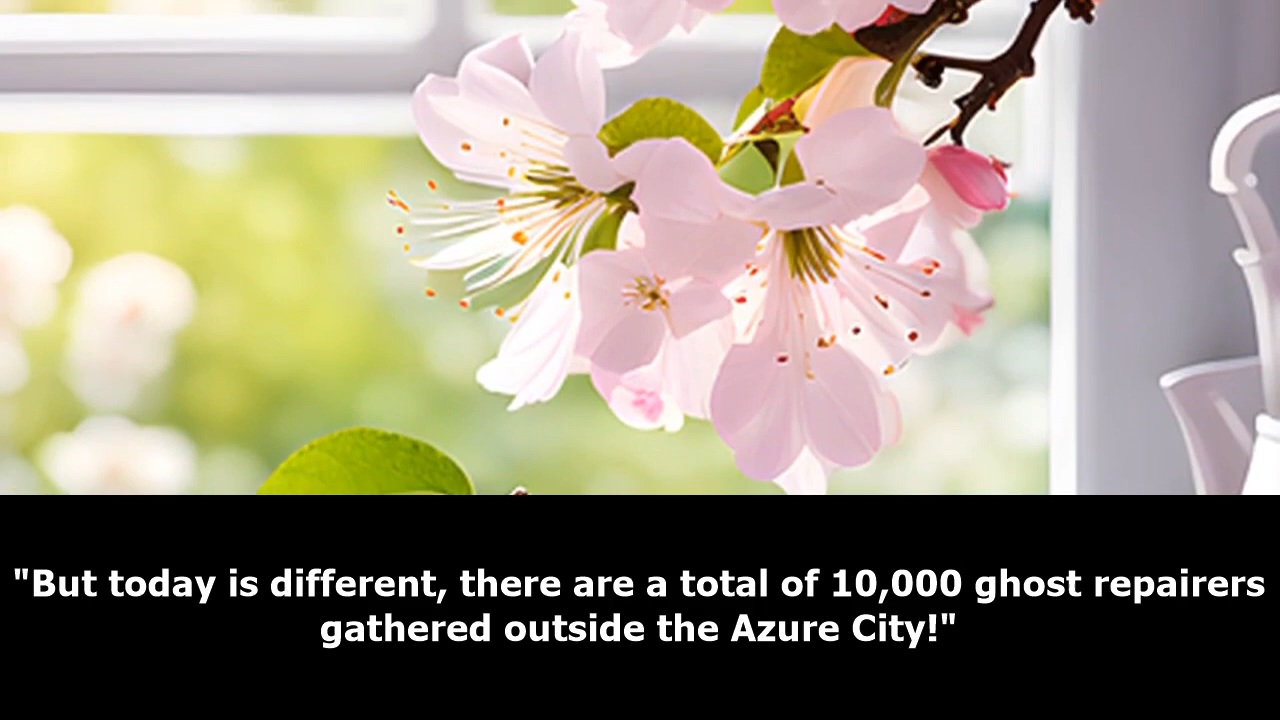 "But today is different, there are a total of 10,000 ghost repairers
gathered outside the Azure City!"